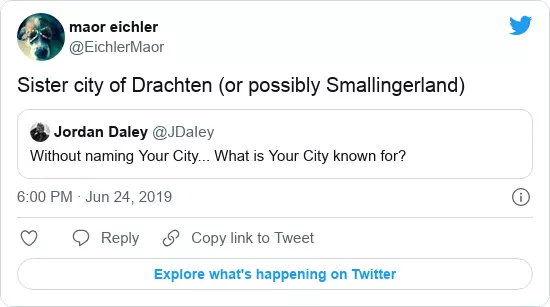 maor eichler
@EichlerMaor
Sister city of Drachten (or possibly Smallingerland)
Jordan Daley @JDaley
Without naming Your City... What is Your City known for?
6:00 PM · Jun 24, 2019
Reply
Copy link to Tweet
Explore what's happening on Twitter